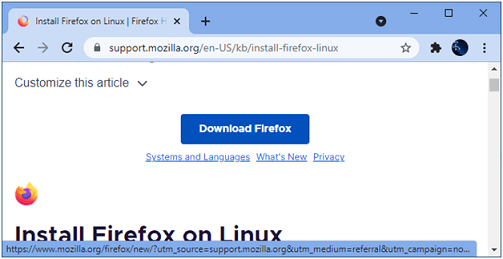 Install Firefox on Linux | Firefox H
support.mozilla.org/en-US/kb/install-firefox-linux
Customize this article
Download Firefox
Systems and Languages What's New Privacy
Install Firefox on Linux
https://www.mozilla.org/firefox/new/?utm_source=support.mozilla.org&utm_medium=referral&utm_campaign=no...